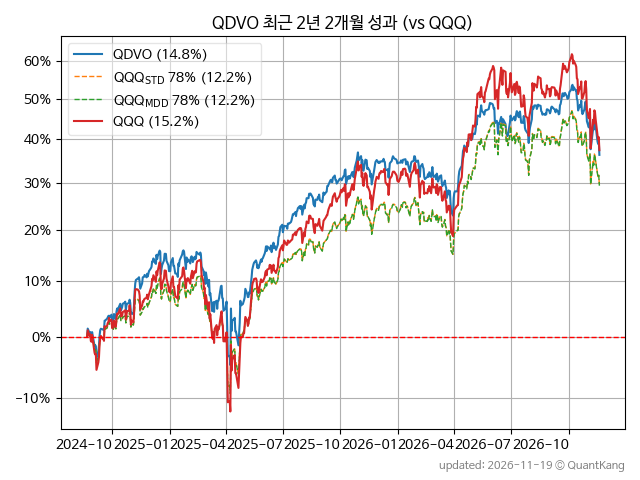 QDVO 최근 2년 2개월 성과 (vs QQQ)
QDVO (14.8%)
QQQSTD 78% (12.2%)
QQQMDD 78% (12.2%)
QQQ (15.2%)
60%
50%
40%
30%
20%
10%
0%
−10%
2024−10 2025−01 2025−04 2025−07 2025−10 2026−01 2026−04 2026−07 2026−10
updated: 2026-11-19 © QuantKang